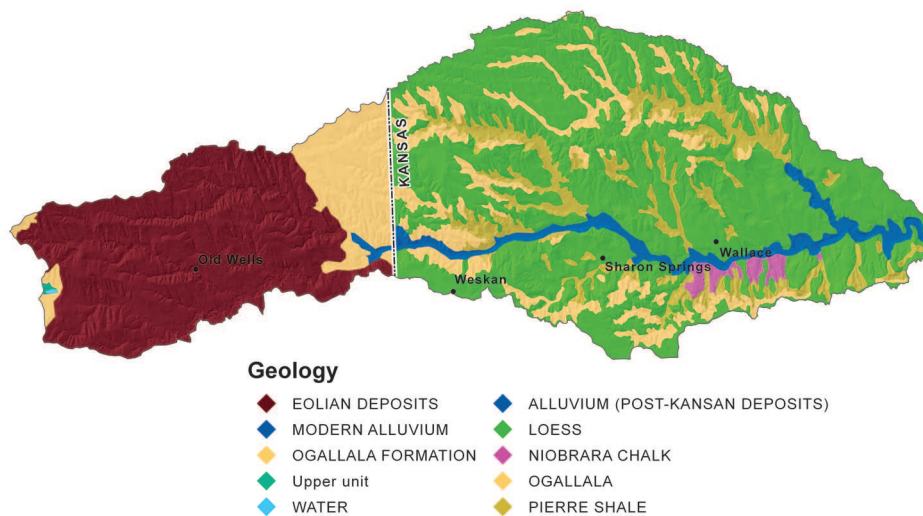 KANSAS
Old Wells
Wallace
Sharon Springs
Weskan
Geology
EOLIAN DEPOSITS
MODERN ALLUVIUM
OGALLALA FORMATION
Upper unit
WATER
ALLUVIUM (POST-KANSAN DEPOSITS)
LOESS
NIOBRARA CHALK
OGALLALA
PIERRE SHALE